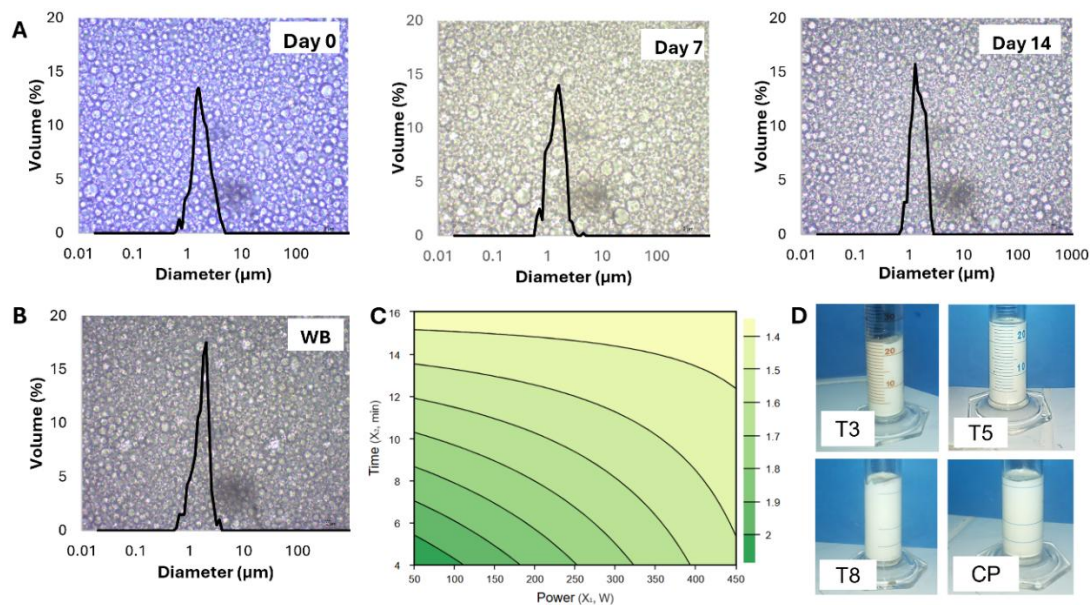 A
Volume (%)
20
15
10
5
0
Day 0
0.01 0.1 1 10 100
Diameter (µm)
Volume (%)
20
15
10
5
0
Day 7
0.01 0.1 1 10 100
Diameter (µm)
Volume (%)
20
15
10
5
0
Day 14
0.01 0.1 1 10 100 1000
Diameter (µm)
B
Volume (%)
20
15
10
5
0
WB
0.01 0.1 1 10 100
Diameter (µm)
C
Time (X₂, min)
16
14
12
10
8
6
4
50 100 150 200 250 300 350 400 450
Power (X₁, W)
1.4
1.5
1.6
1.7
1.8
1.9
2
D
30
20
10
T3
20
10
T5
T8
CP